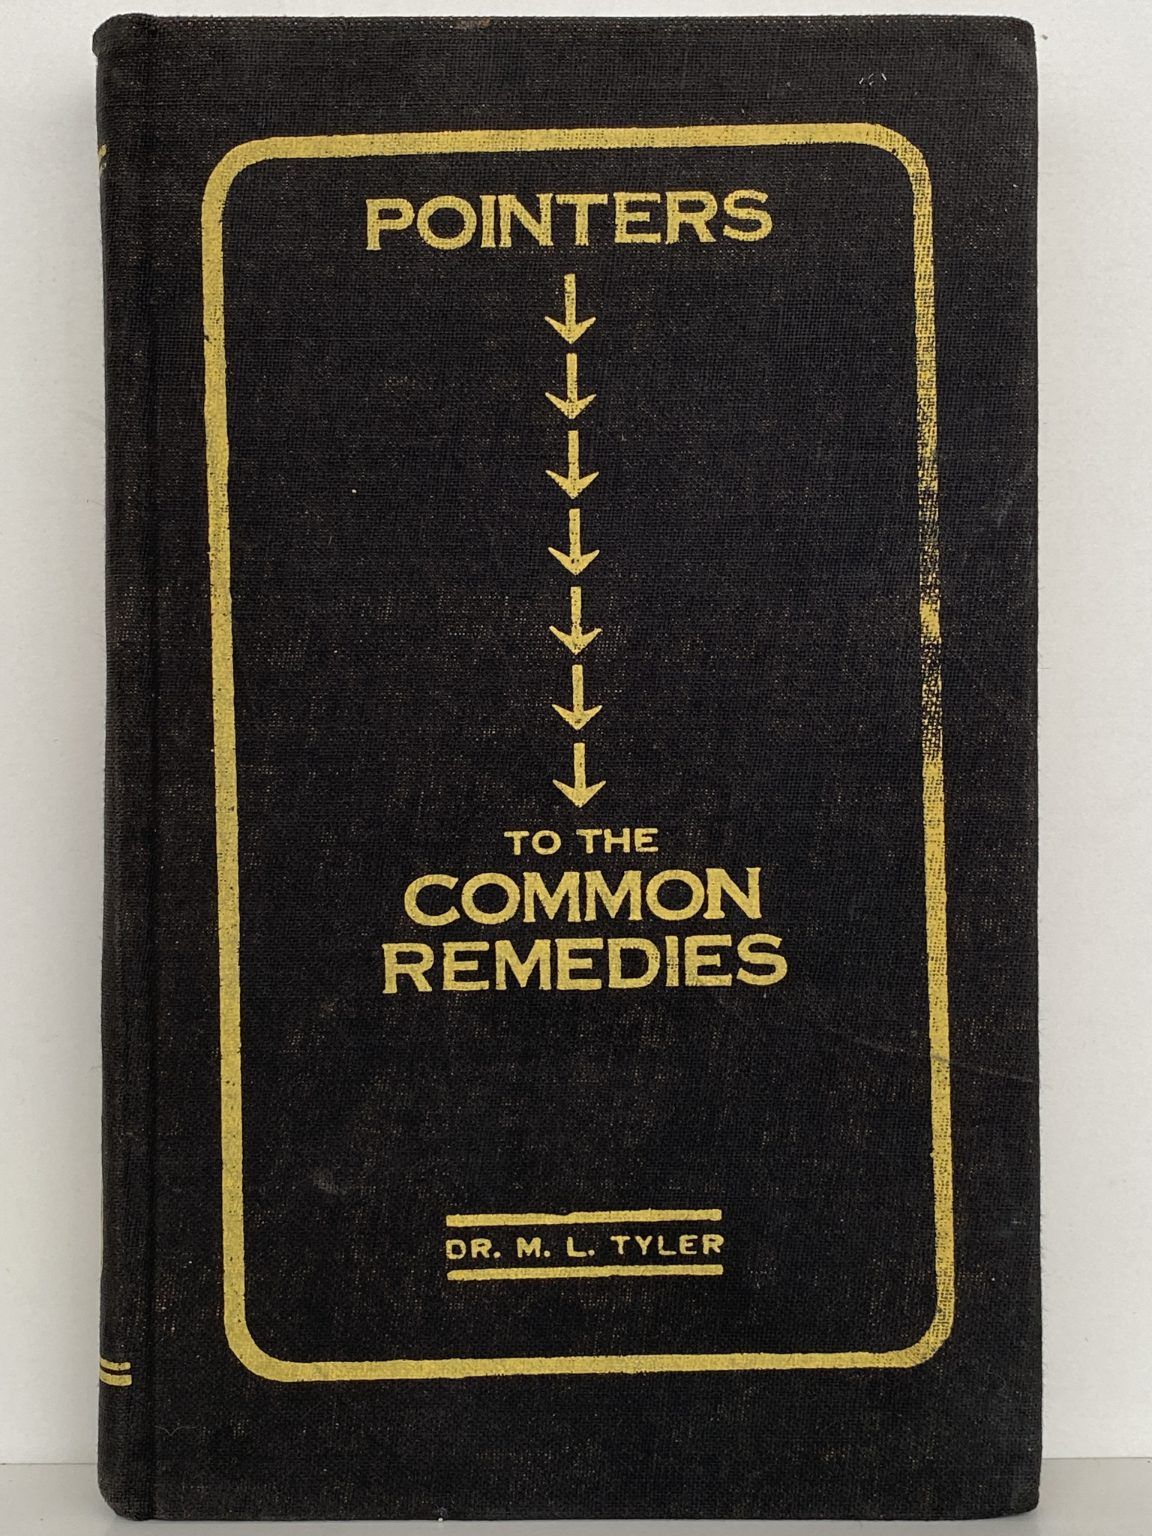 POINTERS
TO THE
COMMON
REMEDIES
DR. M. L. TYLER